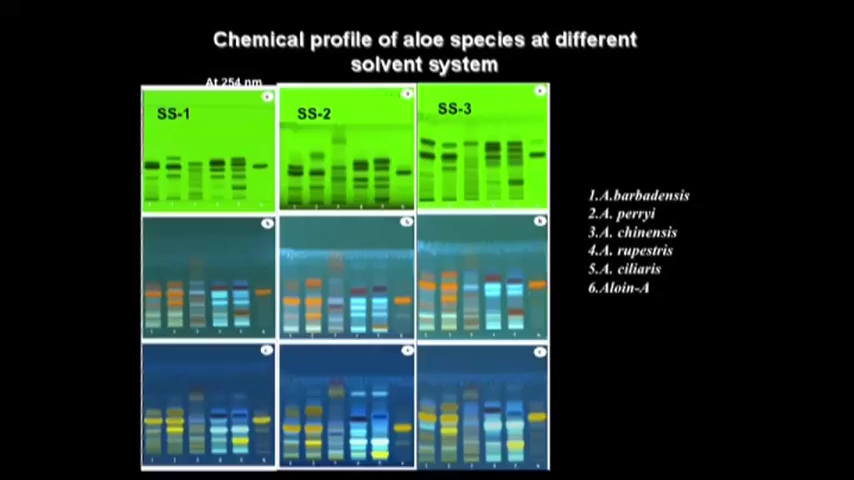 Chemical profile of aloe species at different
solvent system
At 254 nm
SS-1
SS-2
SS-3
1.A.barbadensis
2.A. perryi
3.A. chinensis
4.A. rupestris
5.A. ciliaris
6.Aloin-A